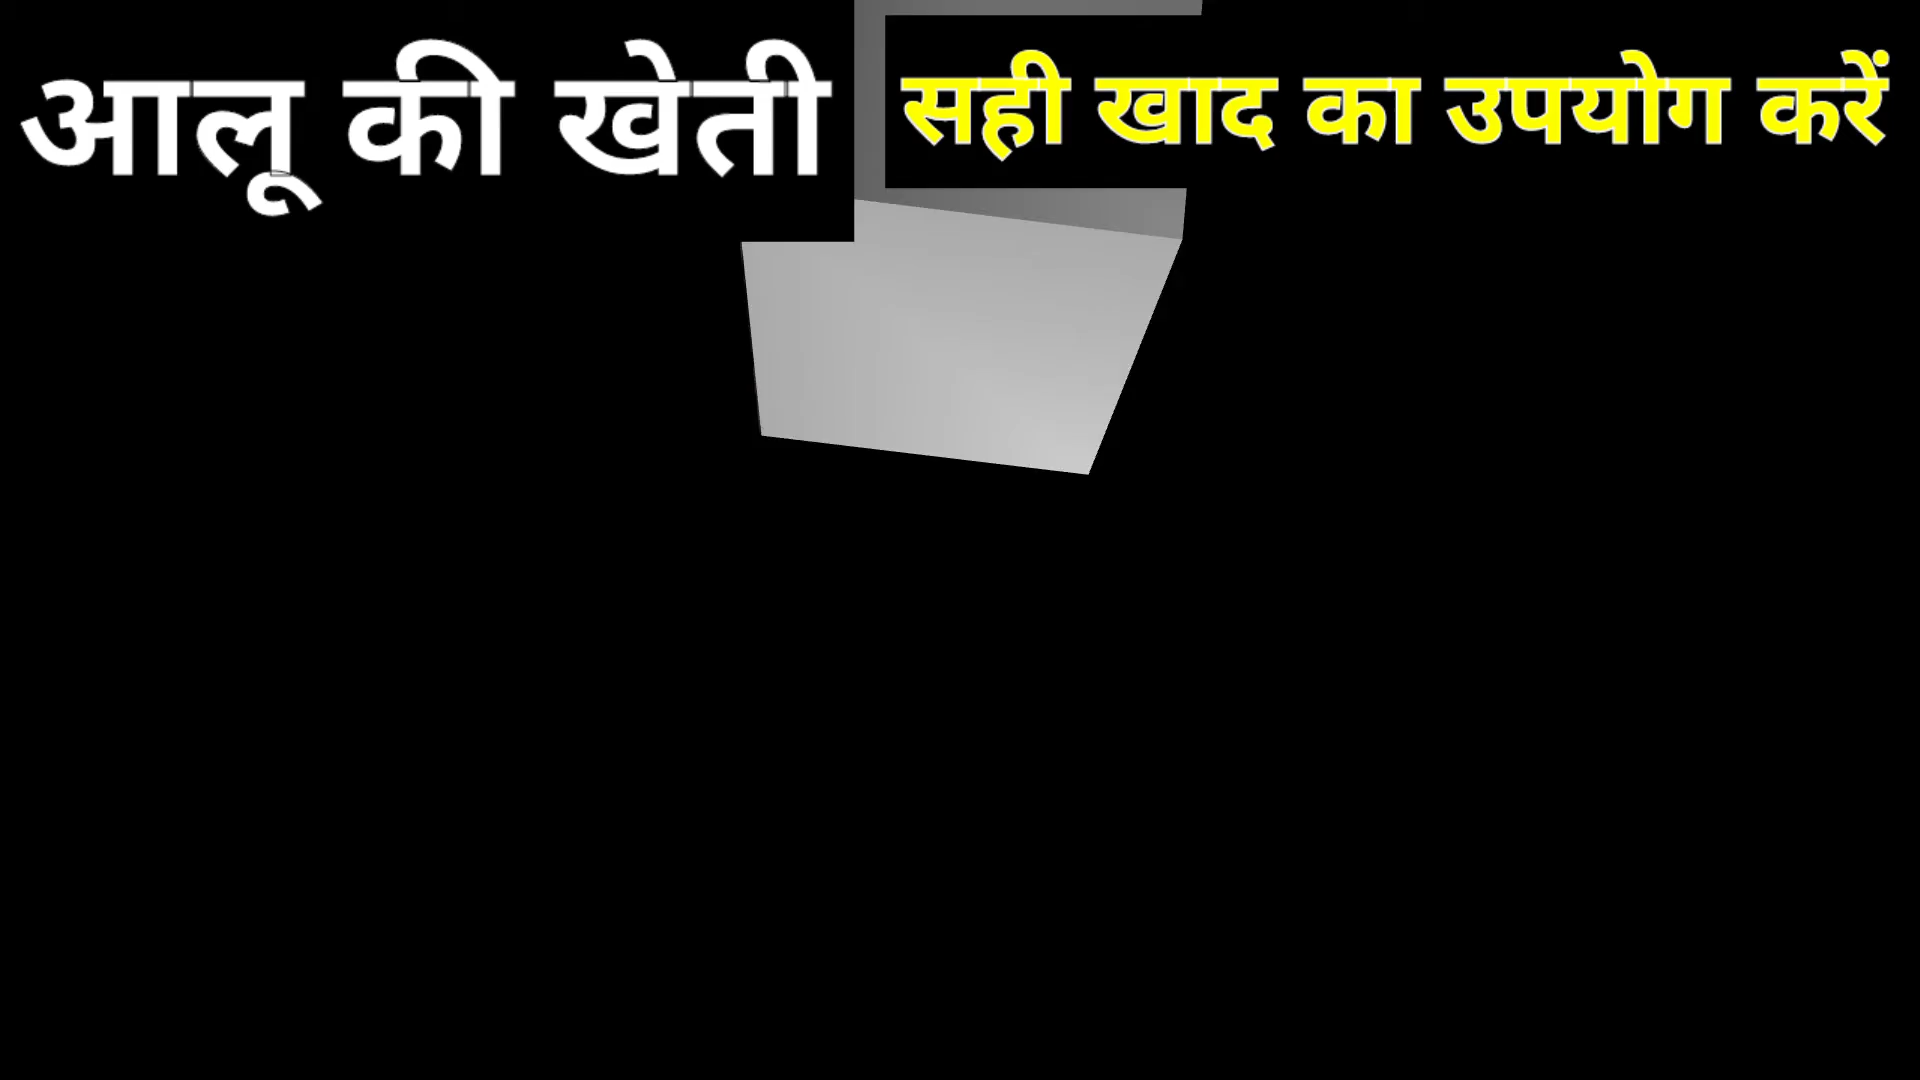 आलू की खेती
सही खाद का उपयोग करें